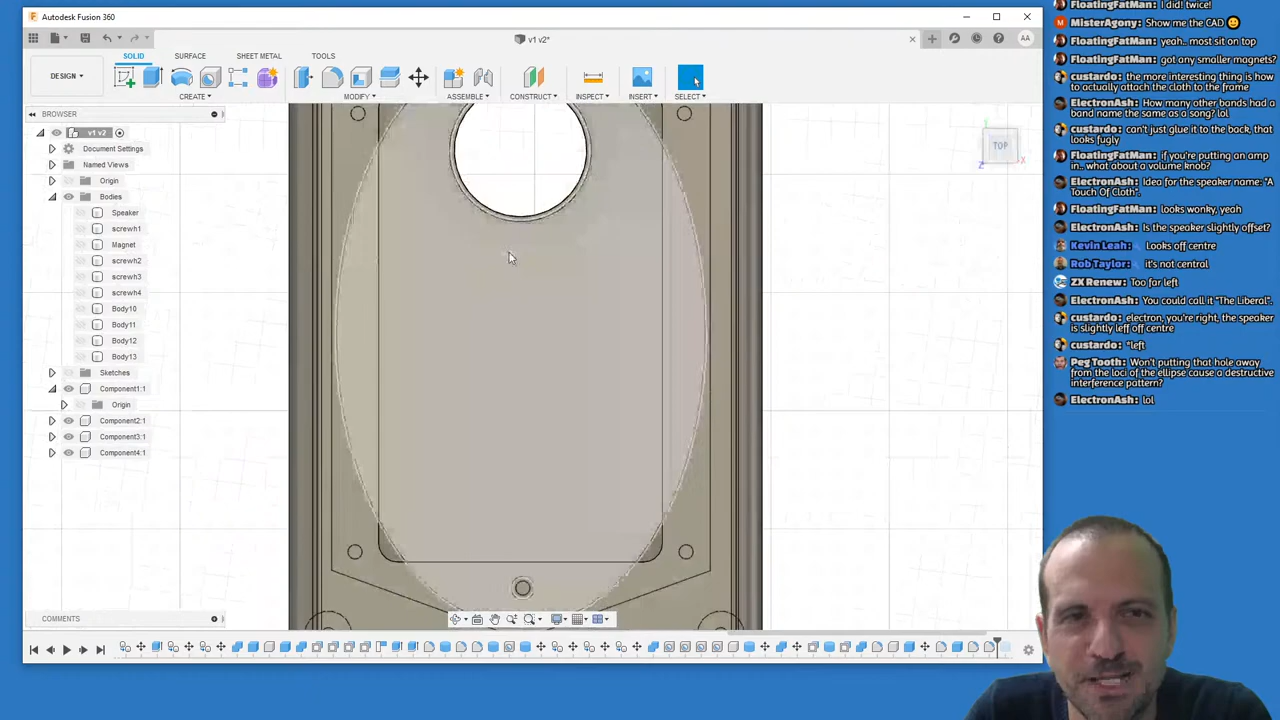 Autodesk Fusion 360
v1 v2*
AA
SOLID
SURFACE
SHEET METAL
TOOLS
DESIGN
CREATE
MODIFY
ASSEMBLE
CONSTRUCT
INSPECT
INSERT
SELECT
BROWSER
v1 v2
Document Settings
Named Views
Origin
Bodies
Speaker
screwh1
Magnet
screwh2
screwh3
screwh4
Body10
Body11
Body12
Body13
Sketches
Component1:1
Origin
Component2:1
Component3:1
Component4:1
TOP
Z
X
COMMENTS
FloatingFatMan: I did! twice!
MisterAgony: Show me the CAD
FloatingFatMan: yeah.. most sit on top
FloatingFatMan: got any smaller magnets?
custardo: the more interesting thing is how
to actually attach the cloth to the frame
ElectronAsh: How many other bands had a
band name the same as a song? lol
custardo: can't just glue it to the back, that
looks fugly
FloatingFatMan: if you're putting an amp
in.. what about a volume knob?
ElectronAsh: Idea for the speaker name: "A
Touch Of Cloth".
FloatingFatMan: looks wonky, yeah
ElectronAsh: Is the speaker slightly offset?
Kevin Leah: Looks off centre
Rob Taylor: it's not central
ZX Renew: Too far left
ElectronAsh: You could call it "The Liberal".
custardo: electron, you're right, the speaker
is slightly leff off centre
custardo: *left
Peg Tooth: Won't putting that hole away
from the loci of the ellipse cause a destructive
interference pattern?
ElectronAsh: lol